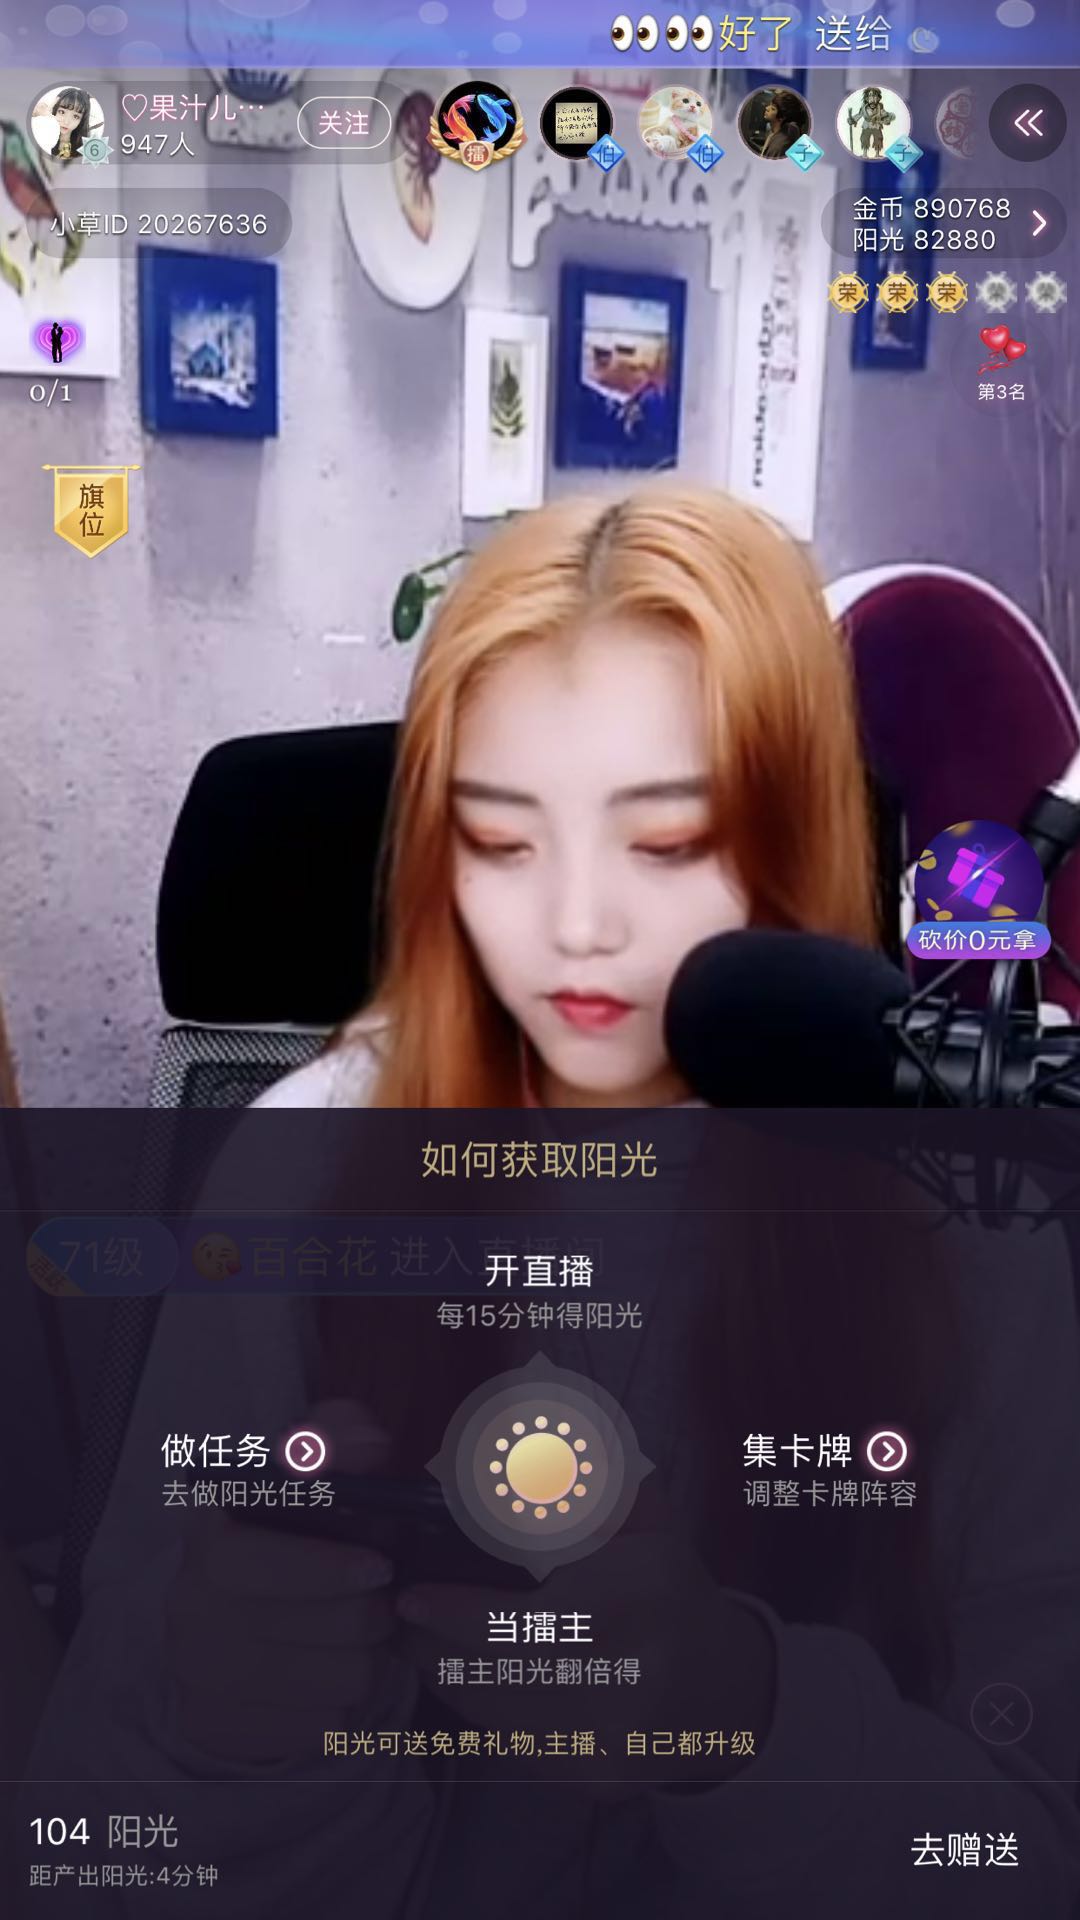 👀👀好了 送给
♡果汁儿…
947人
6
关注
擂
伯
伯
子
子
小草ID 20267636
金币 890768
阳光 82880
荣 荣 荣 荣 荣
0/1
第3名
旗位
砍价0元拿
如何获取阳光
71级
百合花 进入直播间
开直播
每15分钟得阳光
做任务
去做阳光任务
集卡牌
调整卡牌阵容
当擂主
擂主阳光翻倍得
阳光可送免费礼物,主播、自己都升级
104 阳光
距产出阳光:4分钟
去赠送